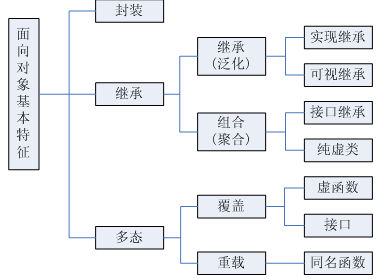 面向对象基本特征
封装
继承
继承
（泛化）
实现继承
可视继承
组合
（聚合）
接口继承
纯虚类
多态
覆盖
虚函数
接口
重载
同名函数